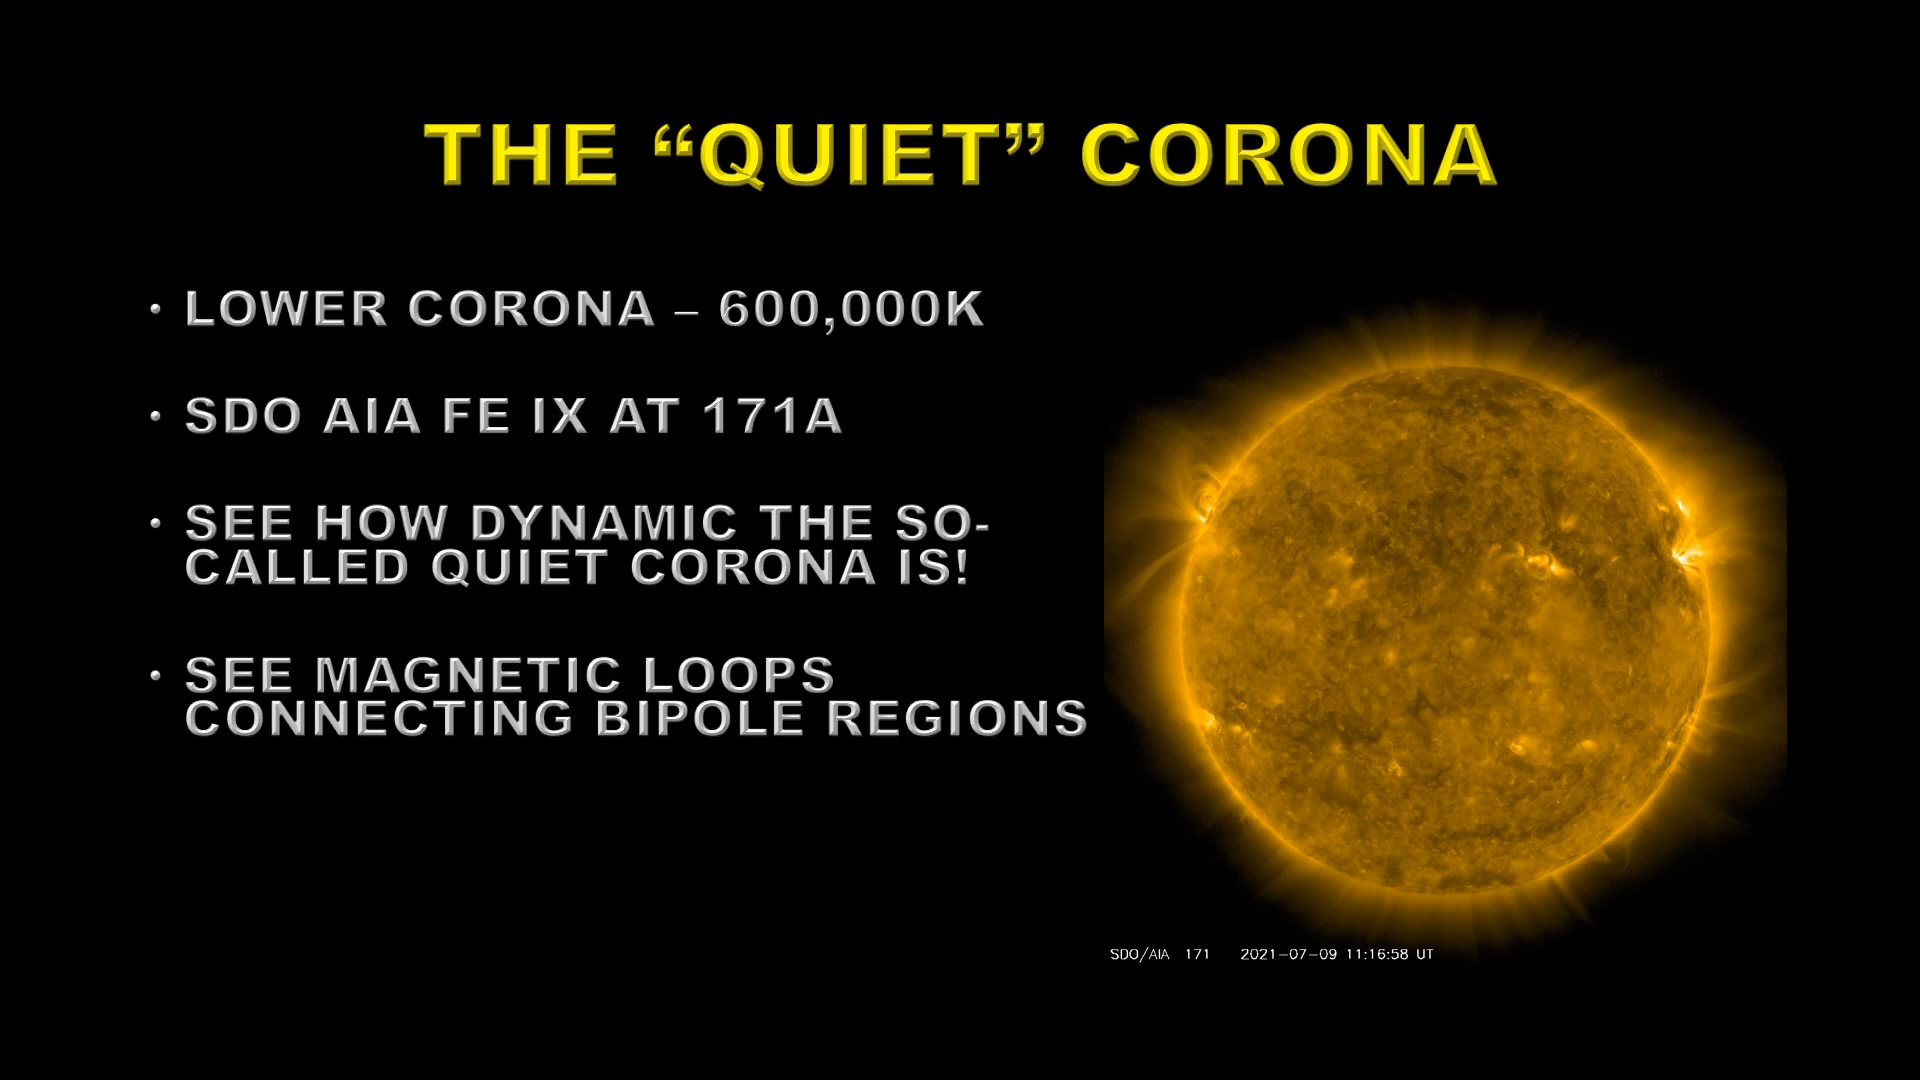 THE “QUIET” CORONA
• LOWER CORONA – 600,000K
• SDO AIA FE IX AT 171A
• SEE HOW DYNAMIC THE SO-
CALLED QUIET CORONA IS!
• SEE MAGNETIC LOOPS
CONNECTING BIPOLE REGIONS
SDO/AIA 171 2021-07-09 11:16:58 UT